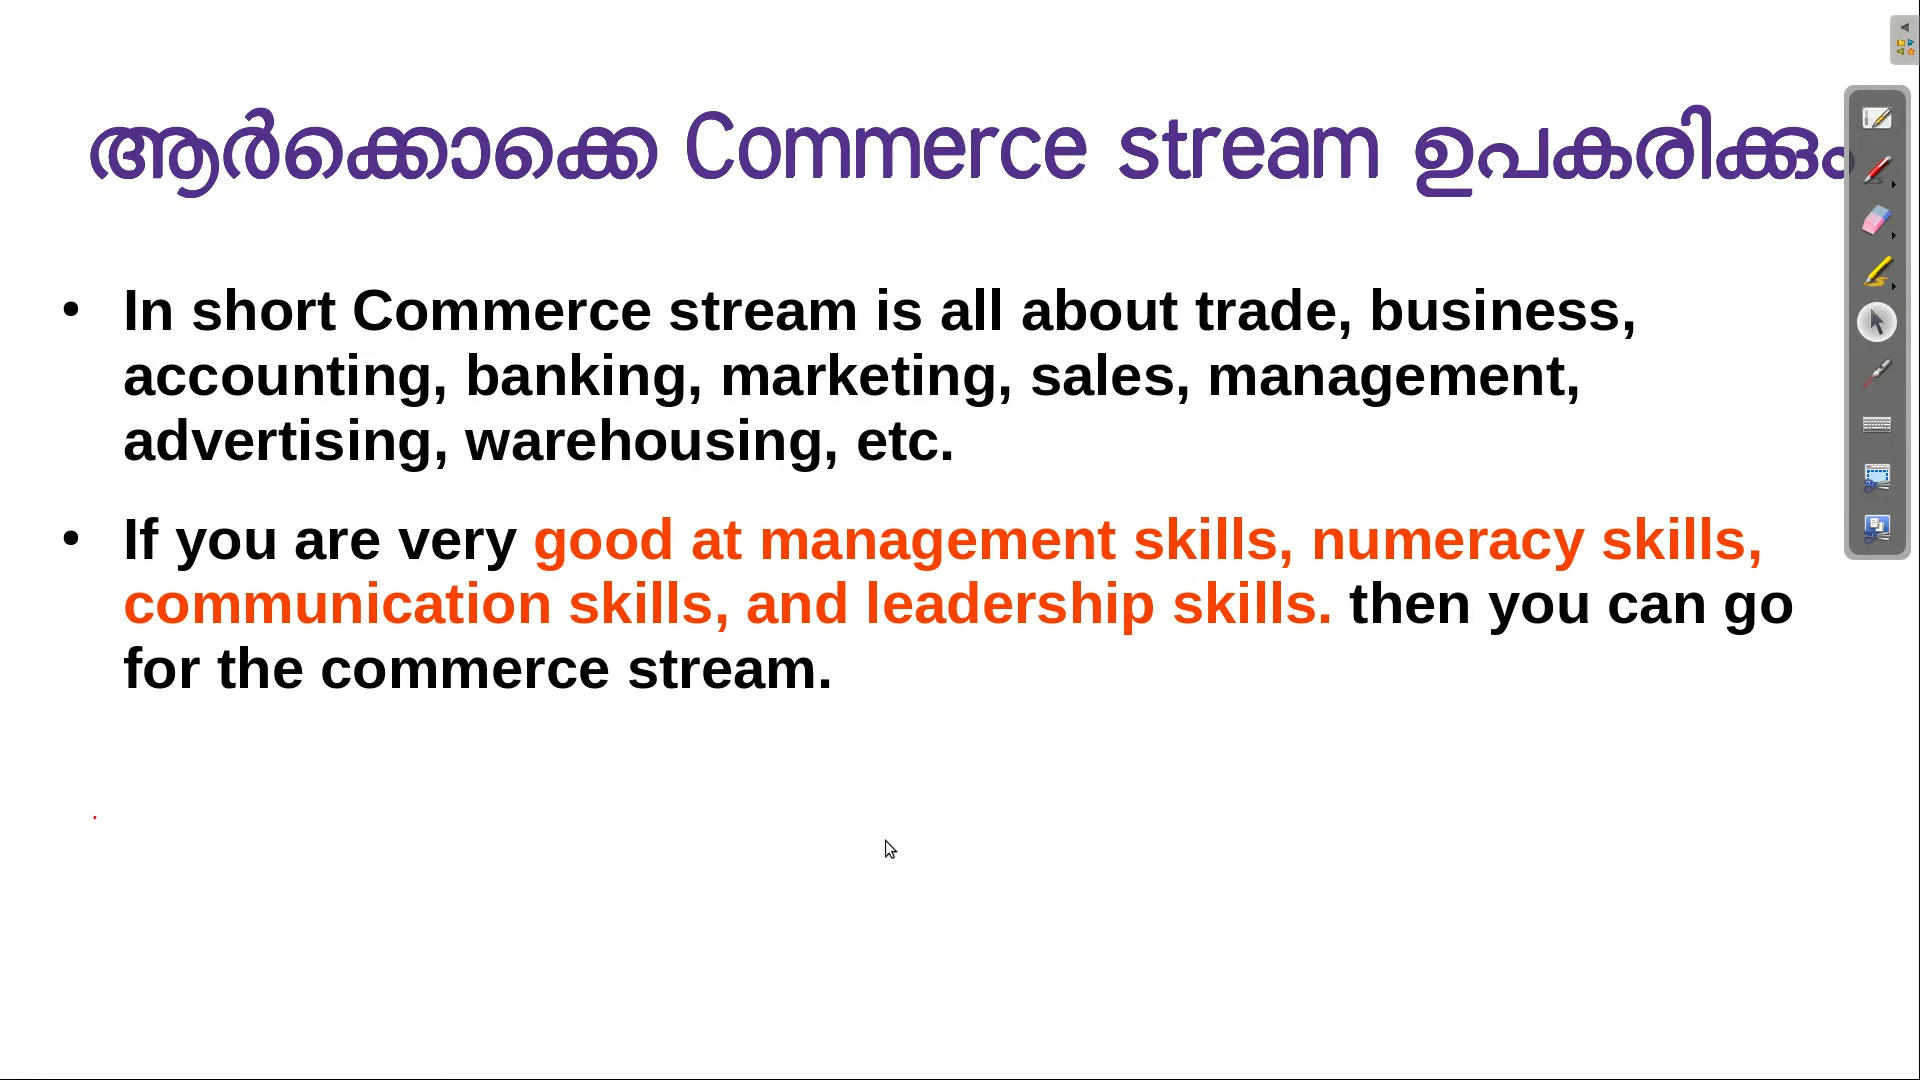 ആർക്കൊക്കെ Commerce stream ഉപകരിക്കും
• In short Commerce stream is all about trade, business,
accounting, banking, marketing, sales, management,
advertising, warehousing, etc.
• If you are very good at management skills, numeracy skills,
communication skills, and leadership skills. then you can go
for the commerce stream.